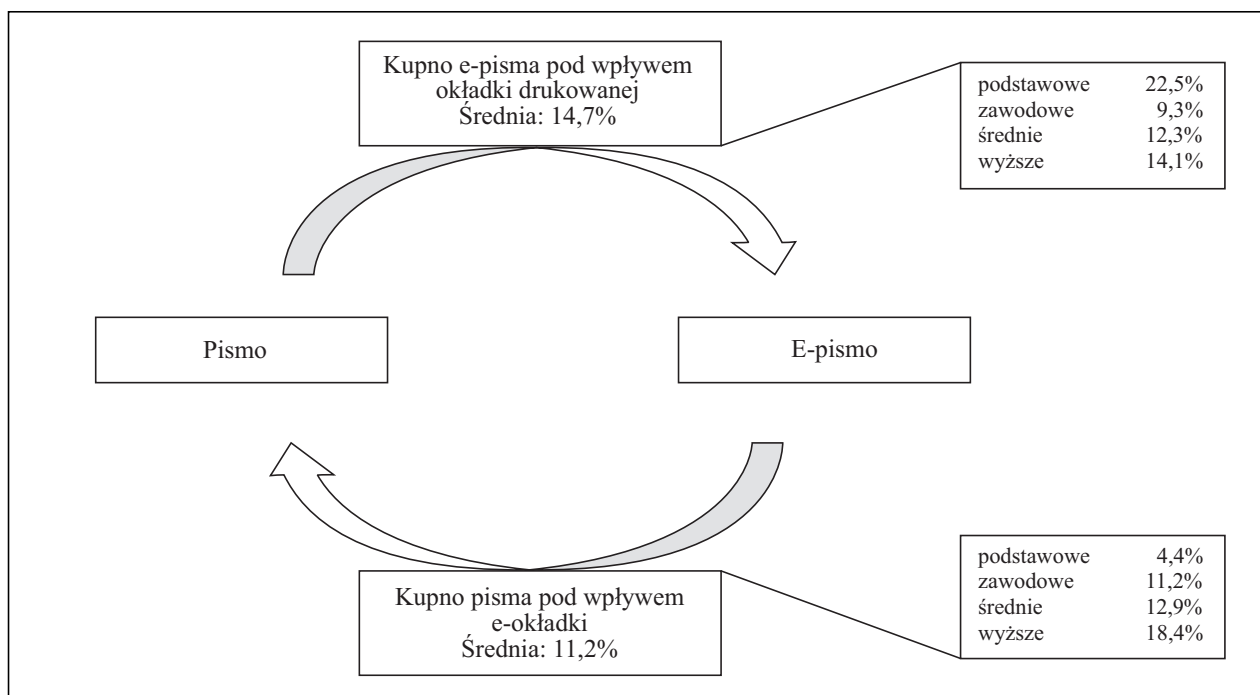 Kupno e-pisma pod wpływem
okładki drukowanej
Średnia: 14,7%
podstawowe 22,5%
zawodowe 9,3%
średnie 12,3%
wyższe 14,1%
Pismo
E-pismo
Kupno pisma pod wpływem
e-okładki
Średnia: 11,2%
podstawowe 4,4%
zawodowe 11,2%
średnie 12,9%
wyższe 18,4%